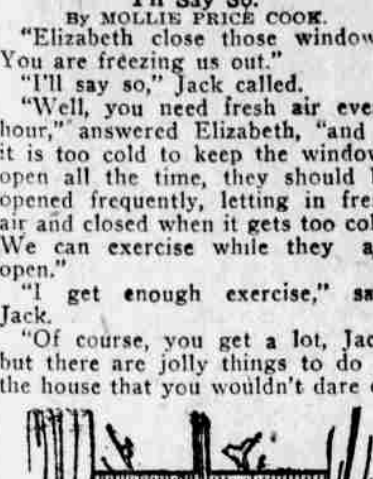 I'll Say So.
By MOLLIE PRICE COOK.
"Elizabeth close those window
You are freezing us out."
"I'll say so," Jack called.
"Well, you need fresh air eve
hour," answered Elizabeth, "and
it is too cold to keep the window
open all the time, they should
opened frequently, letting in fre
air and closed when it gets too col
We can exercise while they a
open."
"I get enough exercise," sa
Jack.
"Of course, you get a lot, Jac
but there are jolly things to do
the house that you wouldn't dare